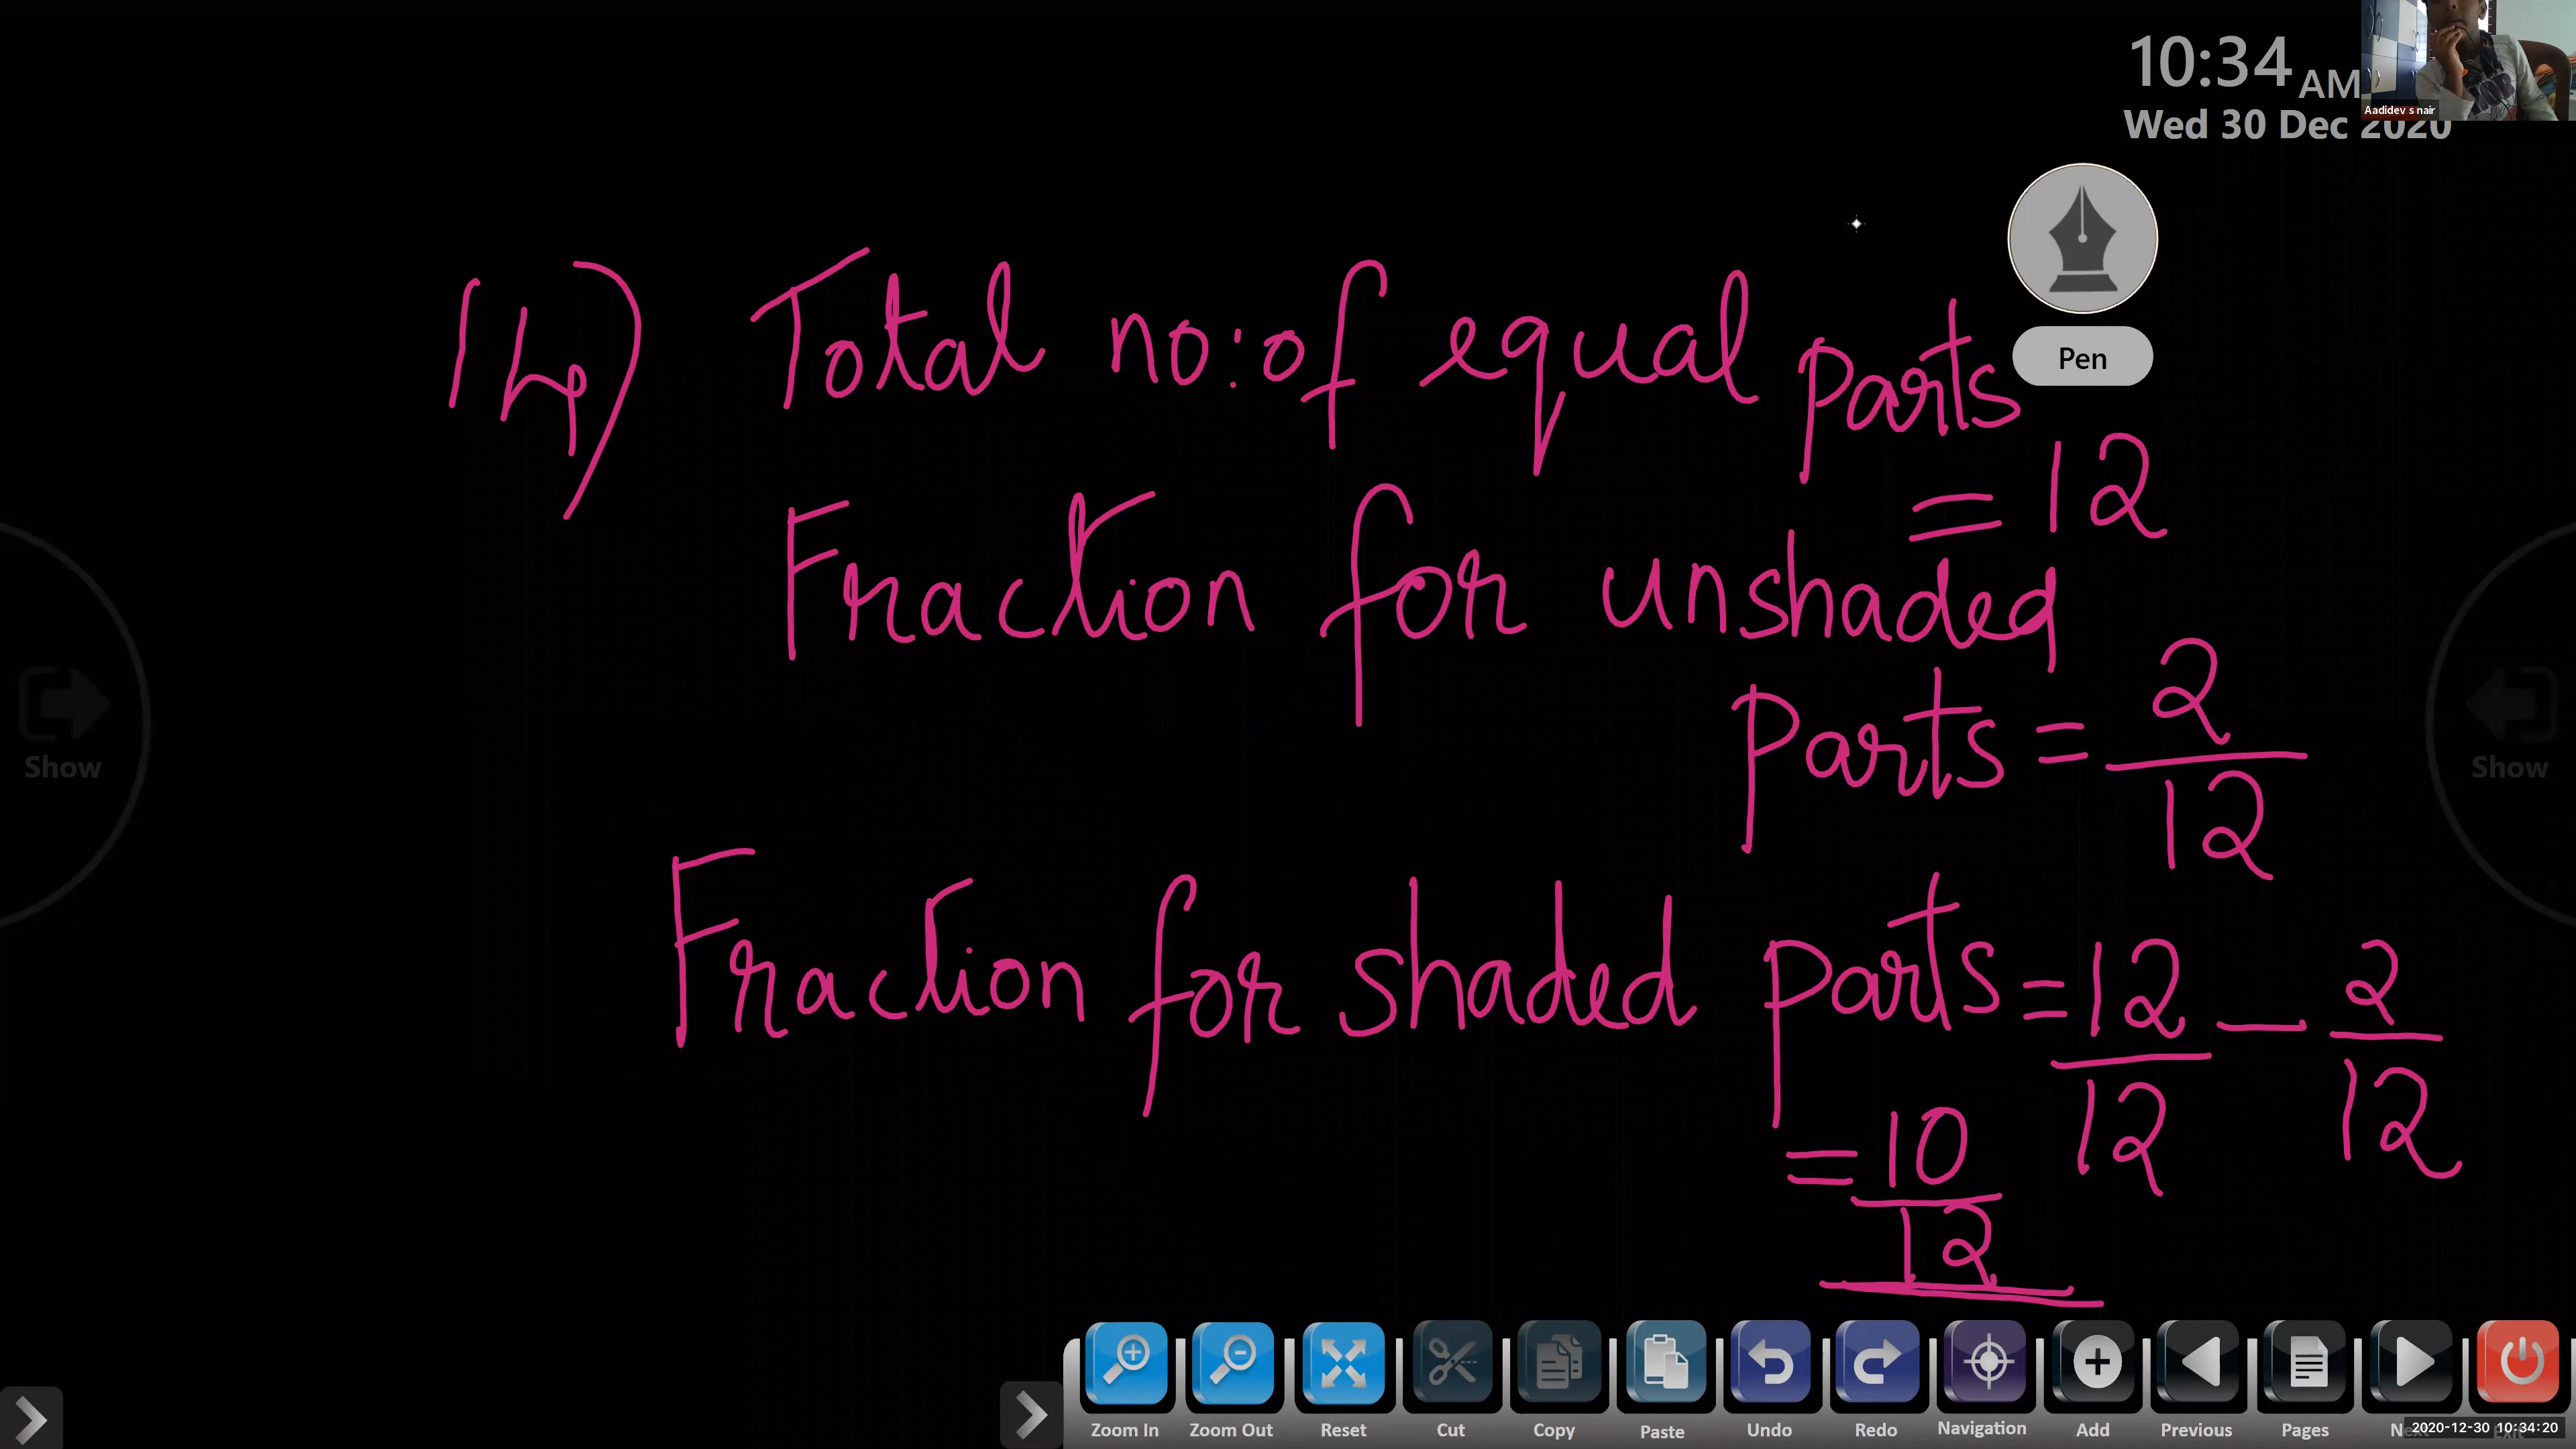 10:34 AM
Aadidev s nair
Wed 30 Dec 2020
Pen
14) Total no: of equal parts
= 12
Fraction for unshaded
parts = 2/12
Fraction for shaded parts = 12/12 — 2/12
= 10/12
Show
Show
Zoom In Zoom Out Reset Cut Copy Paste Undo Redo Navigation Add Previous Pages
2020-12-30 10:34:20